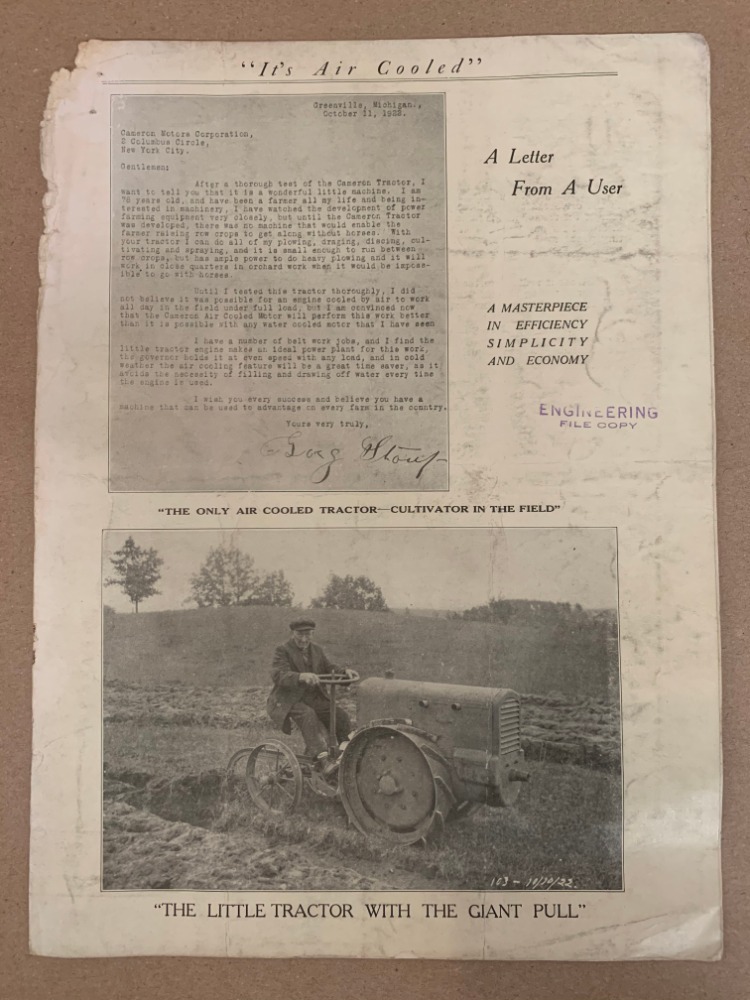 "It's Air Cooled"
Greenville, Michigan.,
October 11, 1922.
Cameron Motors Corporation,
2 Columbus Circle,
New York City.
Gentlemen:
After a thorough test of the Cameron Tractor, I
want to tell you that it is a wonderful little machine. I am
78 years old, and have been a farmer all my life and being in-
terested in machinery, I have watched the development of power
farming equipment very closely, but until the Cameron Tractor
was developed, there was no machine that would enable the
farmer raising row crops to get along without horses. With
your tractor I can do all of my plowing, draging, discing, cul-
tivating and spraying, and it is small enough to run between
row crops, but has ample power to do heavy plowing and it will
work in close quarters in orchard work when it would be impos-
ible to go with horses.
Until I tested this tractor thoroughly, I did
not believe it was possible for an engine cooled by air to work
all day in the field under full load, but I am convinced now
that the Cameron Air Cooled Motor will perform this work better
than it is possible with any water cooled motor that I have seen
I have a number of belt work jobs, and I find the
little tractor engine makes an ideal power plant for this work,
the governor holds it at even speed with any load, and in cold
weather the air cooling feature will be a great time saver, as it
avoids the necesity of filling and drawing off water every time
the engine is used.
I wish you every success and believe you have a
machine that can be used to advantage on every farm in the country.
Yours very truly,
A Letter
From A User
A MASTERPIECE
IN EFFICIENCY
SIMPLICITY
AND ECONOMY
ENGINEERING
FILE COPY
"THE ONLY AIR COOLED TRACTOR—CULTIVATOR IN THE FIELD"
103 - 10/10/22
"THE LITTLE TRACTOR WITH THE GIANT PULL"